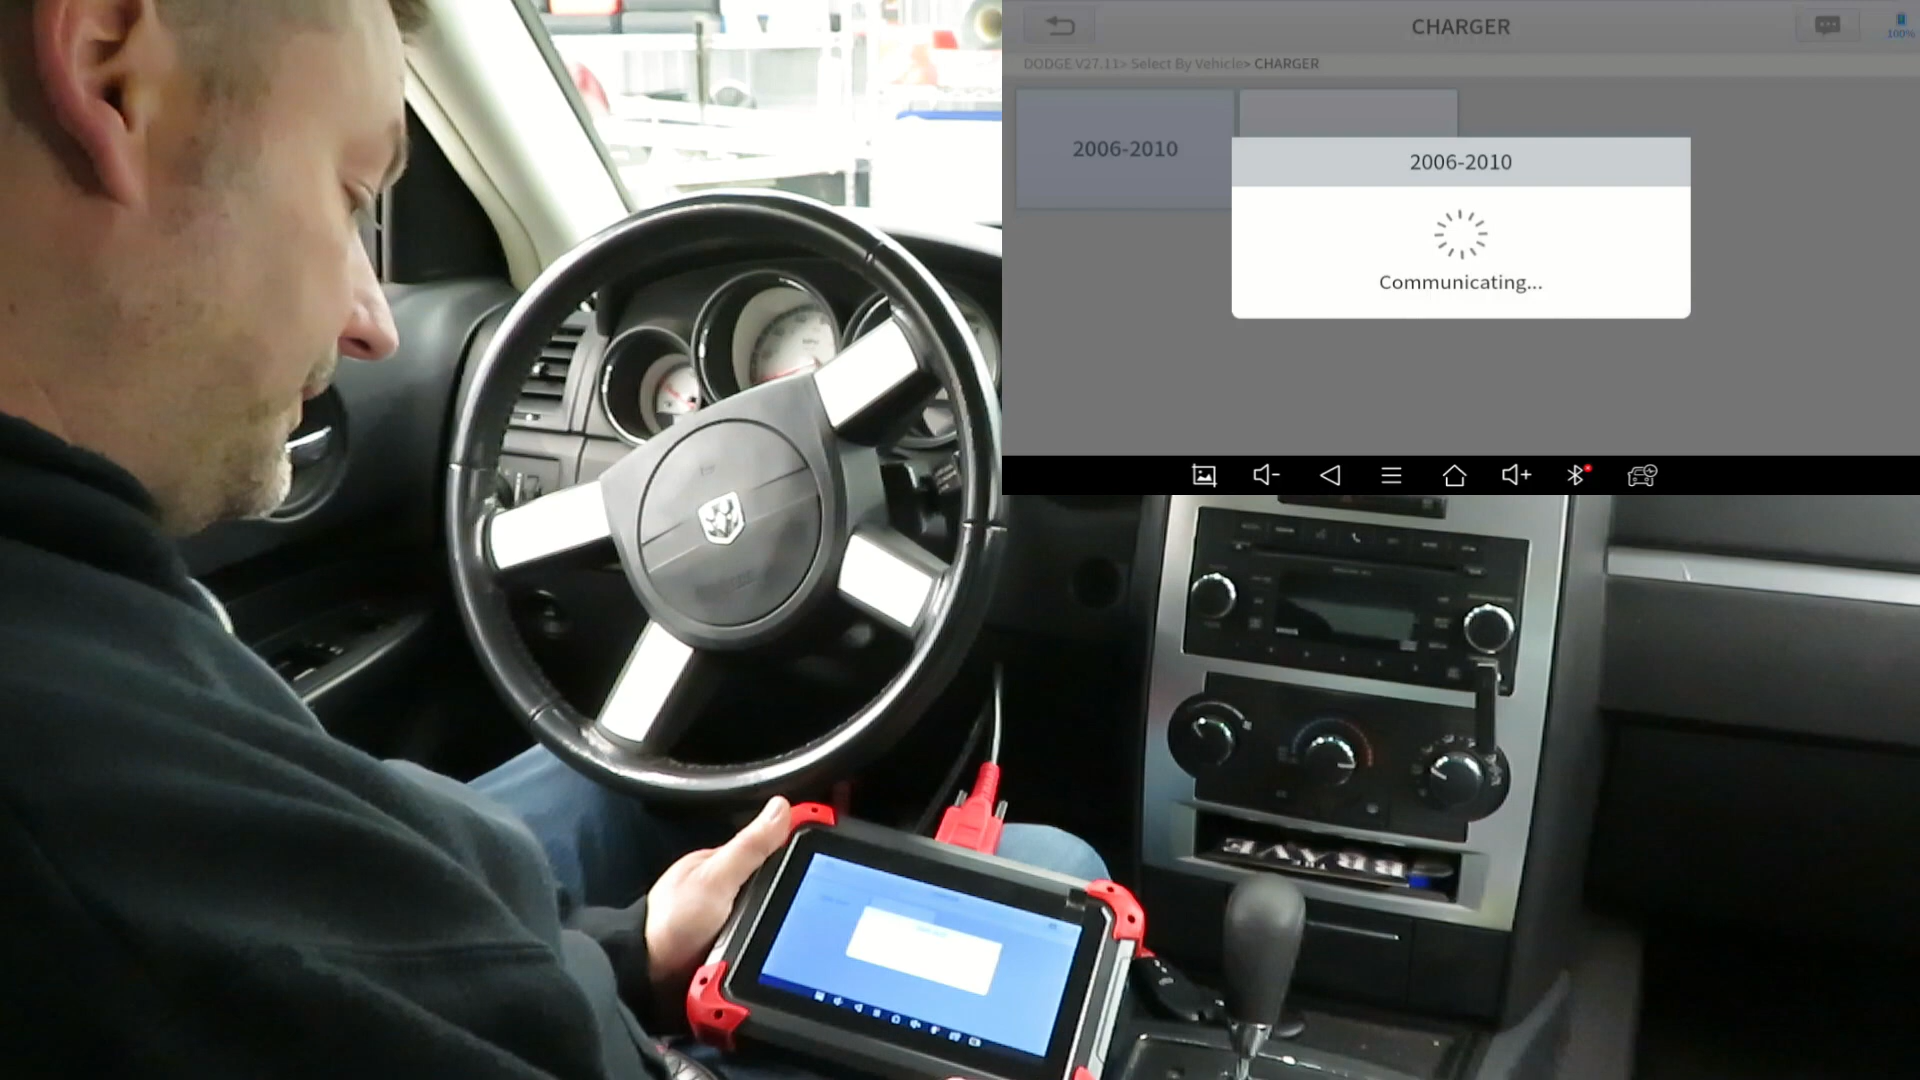 CHARGER
100%
DODGE V27.11> Select By Vehicle> CHARGER
2006-2010
2006-2010
Communicating...